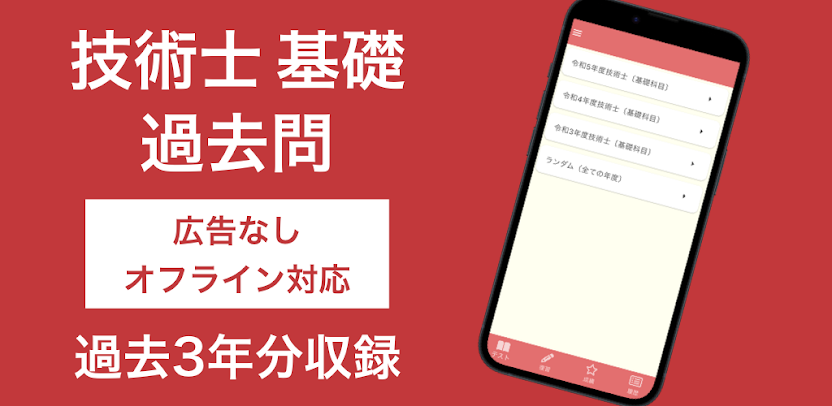 技術士 基礎
過去問
広告なし
オフライン対応
過去3年分収録
令和5年度技術士（基礎科目）
令和4年度技術士（基礎科目）
令和3年度技術士（基礎科目）
ランダム（全ての年度）
テスト